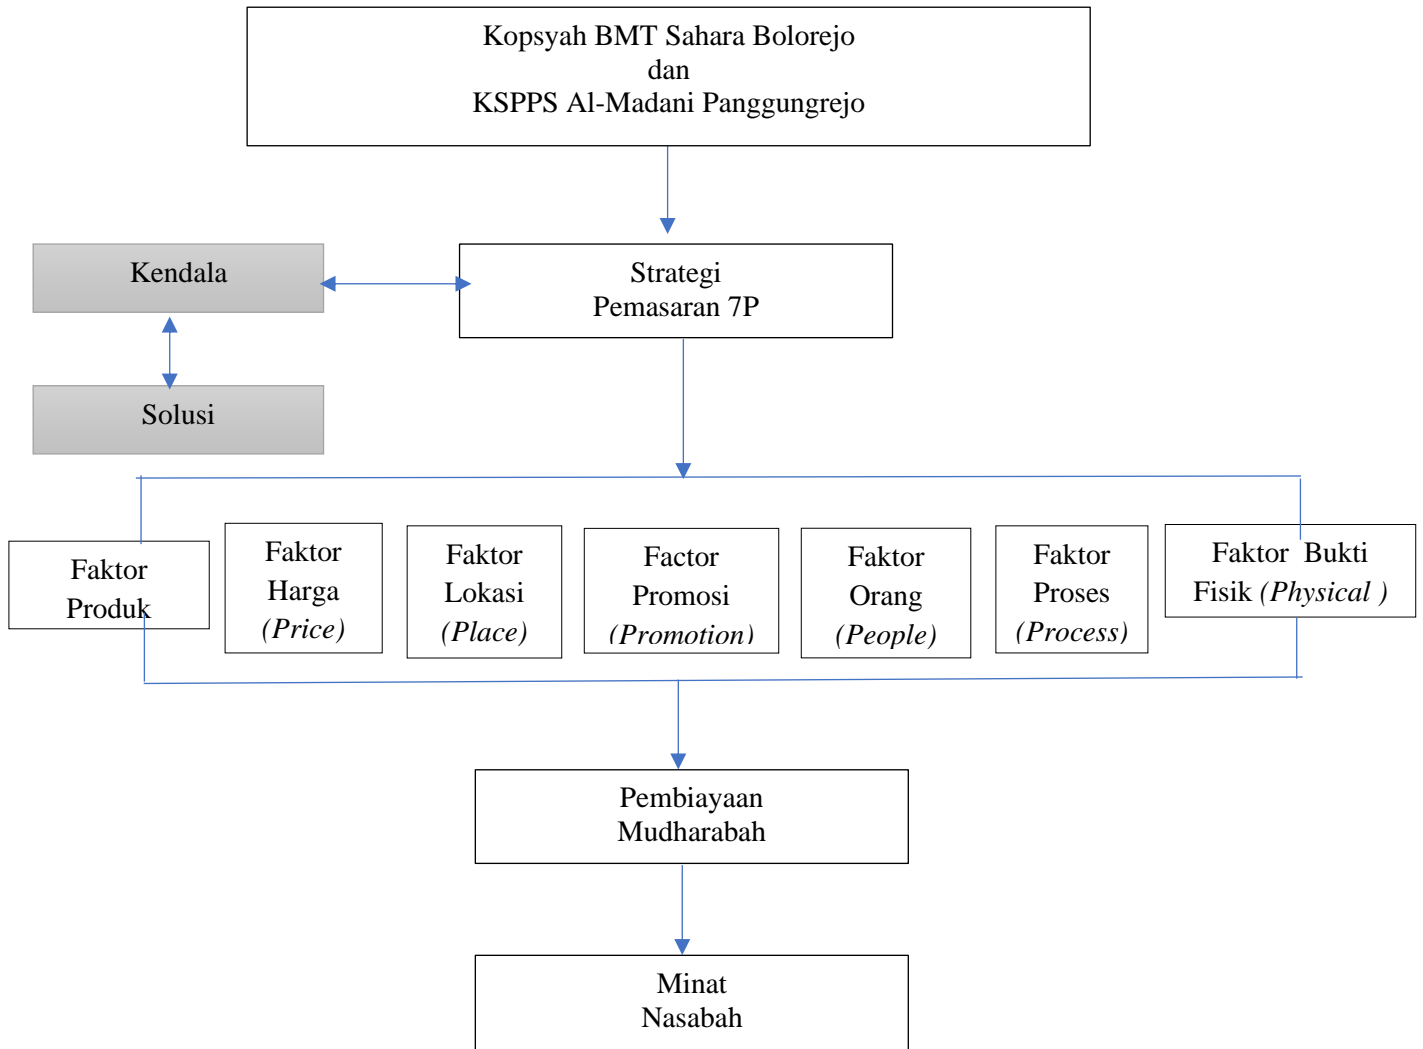 Kopsyah BMT Sahara Bolorejo
dan
KSPPS Al-Madani Panggungrejo
Kendala
Strategi
Pemasaran 7P
Solusi
Faktor
Produk
Faktor
Harga
(Price)
Faktor
Lokasi
(Place)
Factor
Promosi
(Promotion)
Faktor
Orang
(People)
Faktor
Proses
(Process)
Faktor Bukti
Fisik (Physical )
Pembiayaan
Mudharabah
Minat
Nasabah